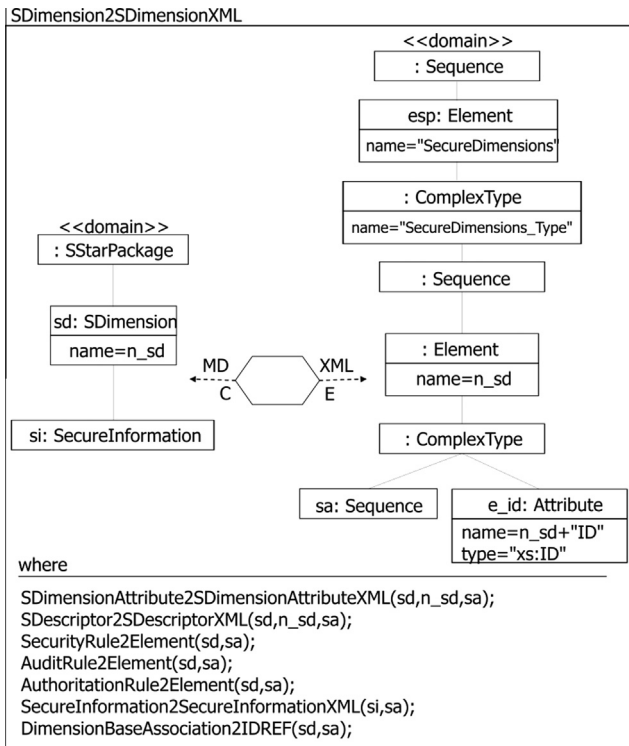 SDimension2SDimensionXML
<<domain>>
: Sequence
esp: Element
name="SecureDimensions"
: ComplexType
name="SecureDimensions_Type"
<<domain>>
: SStarPackage
: Sequence
sd: SDimension
name=n_sd
MD
XML
C
E
: Element
name=n_sd
si: SecureInformation
: ComplexType
sa: Sequence
e_id: Attribute
name=n_sd+"ID"
type="xs:ID"
where
SDimensionAttribute2SDimensionAttributeXML(sd,n_sd,sa);
SDescriptor2SDescriptorXML(sd,n_sd,sa);
SecurityRule2Element(sd,sa);
AuditRule2Element(sd,sa);
AuthoritationRule2Element(sd,sa);
SecureInformation2SecureInformationXML(si,sa);
DimensionBaseAssociation2IDREF(sd,sa);